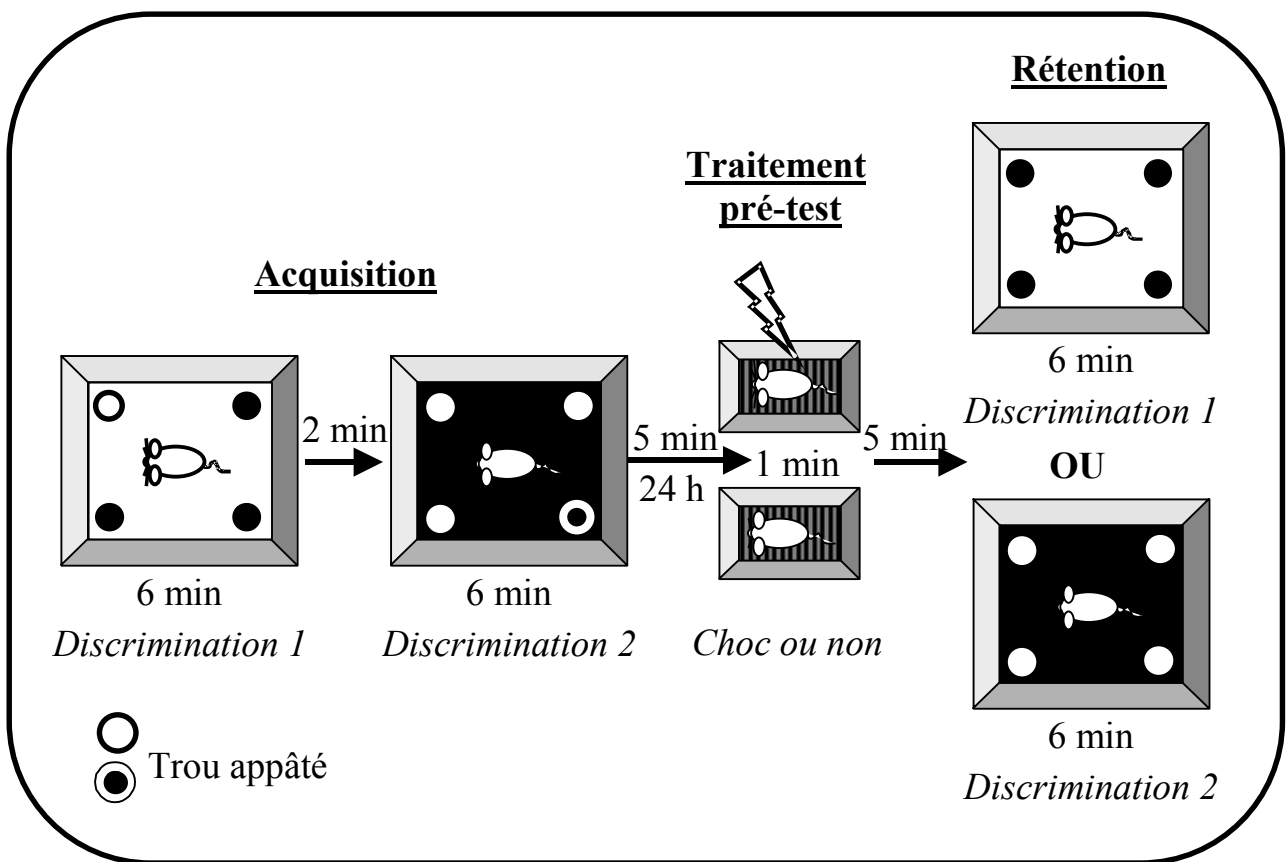 Acquisition
6 min
Discrimination 1
2 min
6 min
Discrimination 2
5 min
24 h
Traitement
pré-test
1 min
Choc ou non
5 min
Rétention
6 min
Discrimination 1
OU
6 min
Discrimination 2
Trou appâté